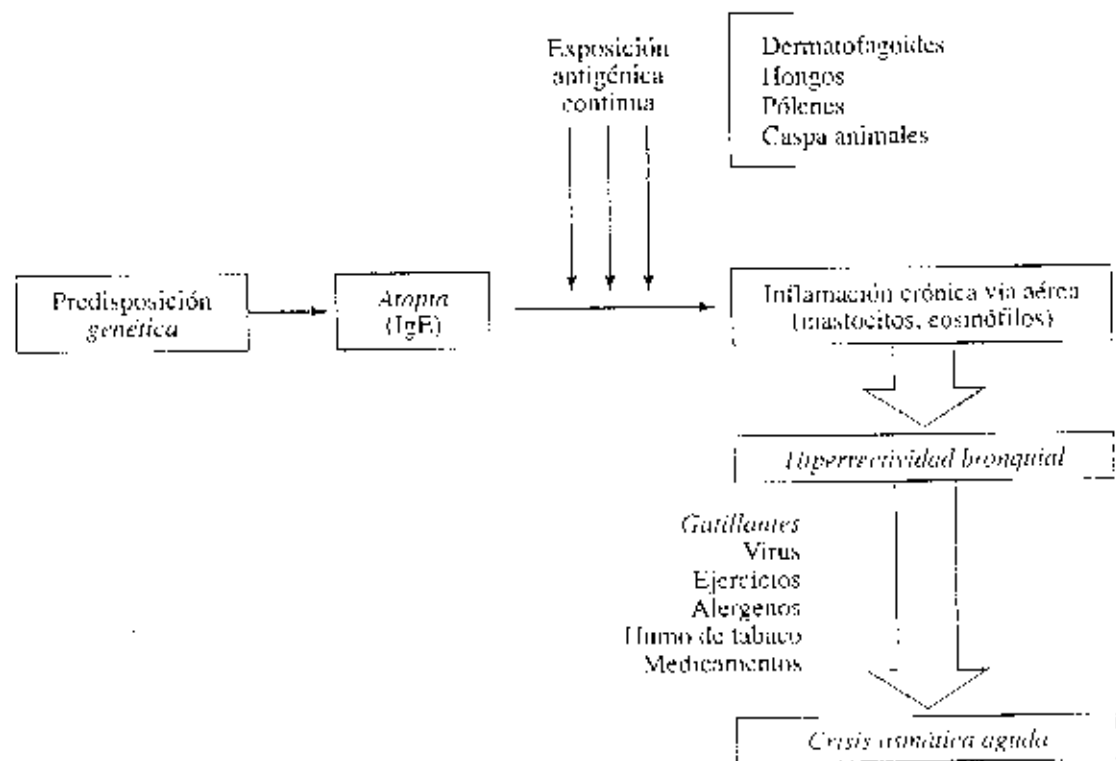 Exposición
antigénica
continua
Dermatofagoides
Hongos
Pólenes
Caspa animales
Predisposición
genética
Atopia
(IgE)
Inflamación crónica vía aérea
(mastocitos, eosinófilos)
Hiperrectividad bronquial
Gatillantes
Virus
Ejercicios
Alergenos
Humo de tabaco
Medicamentos
Crisis asmática aguda